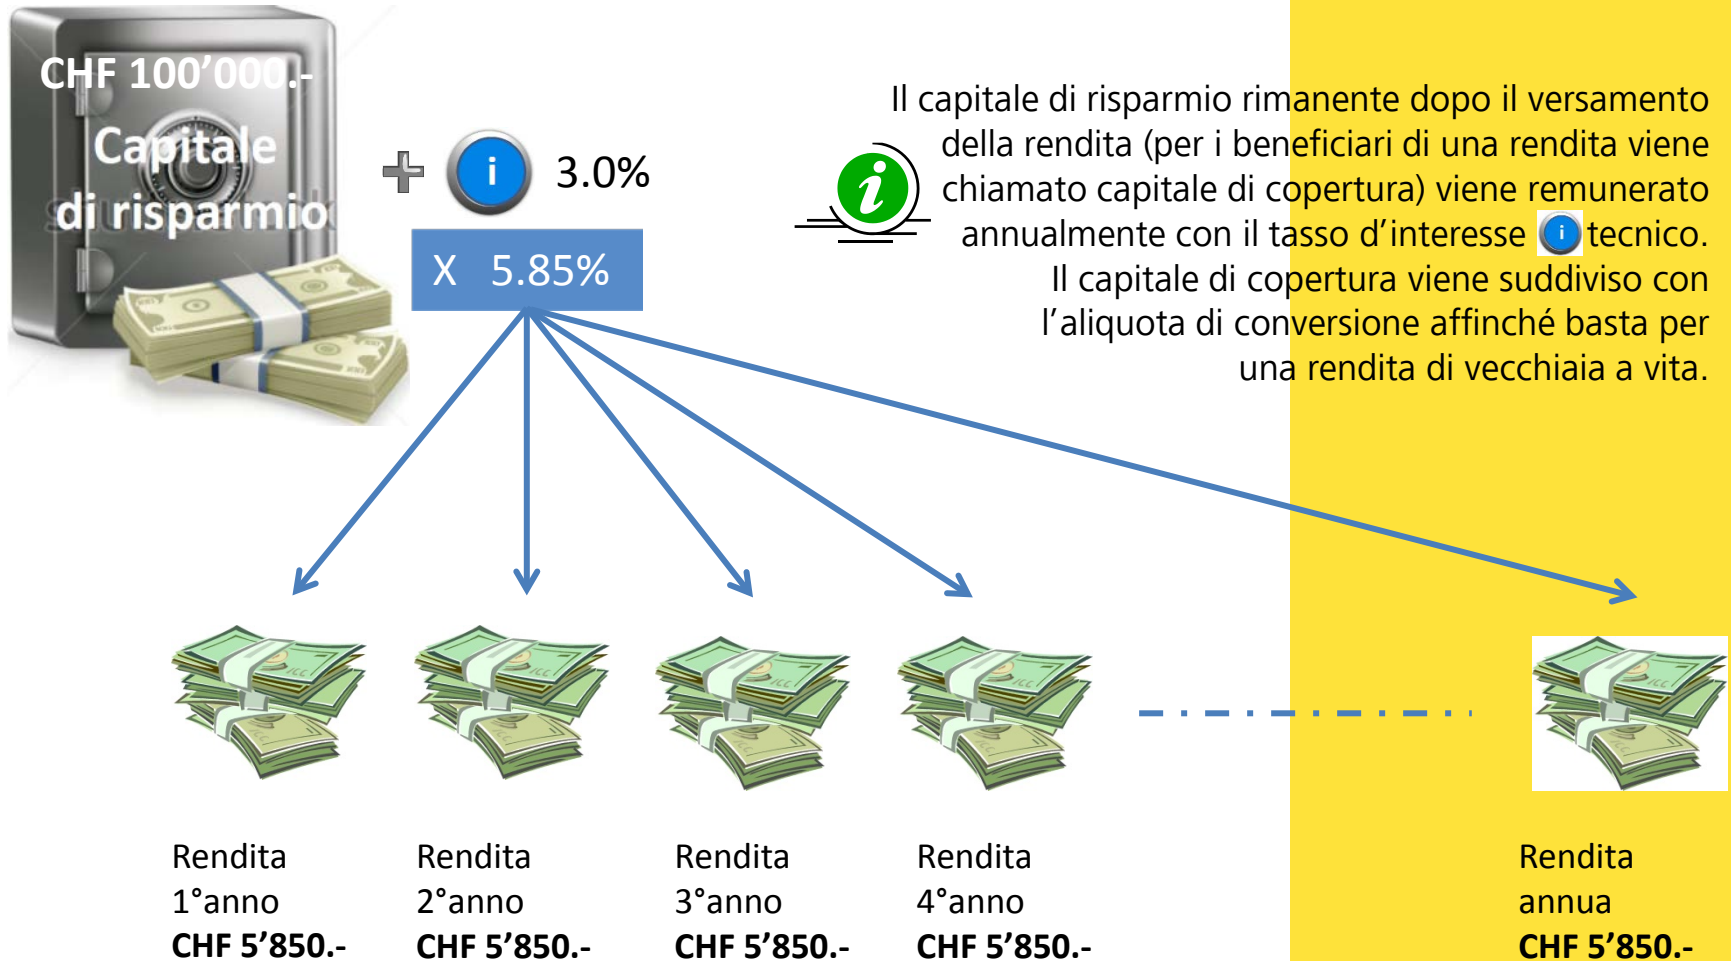 CHF 100’000.-
Capitale
di risparmio
i 3.0%
X 5.85%
i
Il capitale di risparmio rimanente dopo il versamento
della rendita (per i beneficiari di una rendita viene
chiamato capitale di copertura) viene remunerato
annualmente con il tasso d’interesse i tecnico.
Il capitale di copertura viene suddiviso con
l’aliquota di conversione affinché basta per
una rendita di vecchiaia a vita.
Rendita
1°anno
CHF 5’850.-
Rendita
2°anno
CHF 5’850.-
Rendita
3°anno
CHF 5’850.-
Rendita
4°anno
CHF 5’850.-
Rendita
annua
CHF 5’850.-